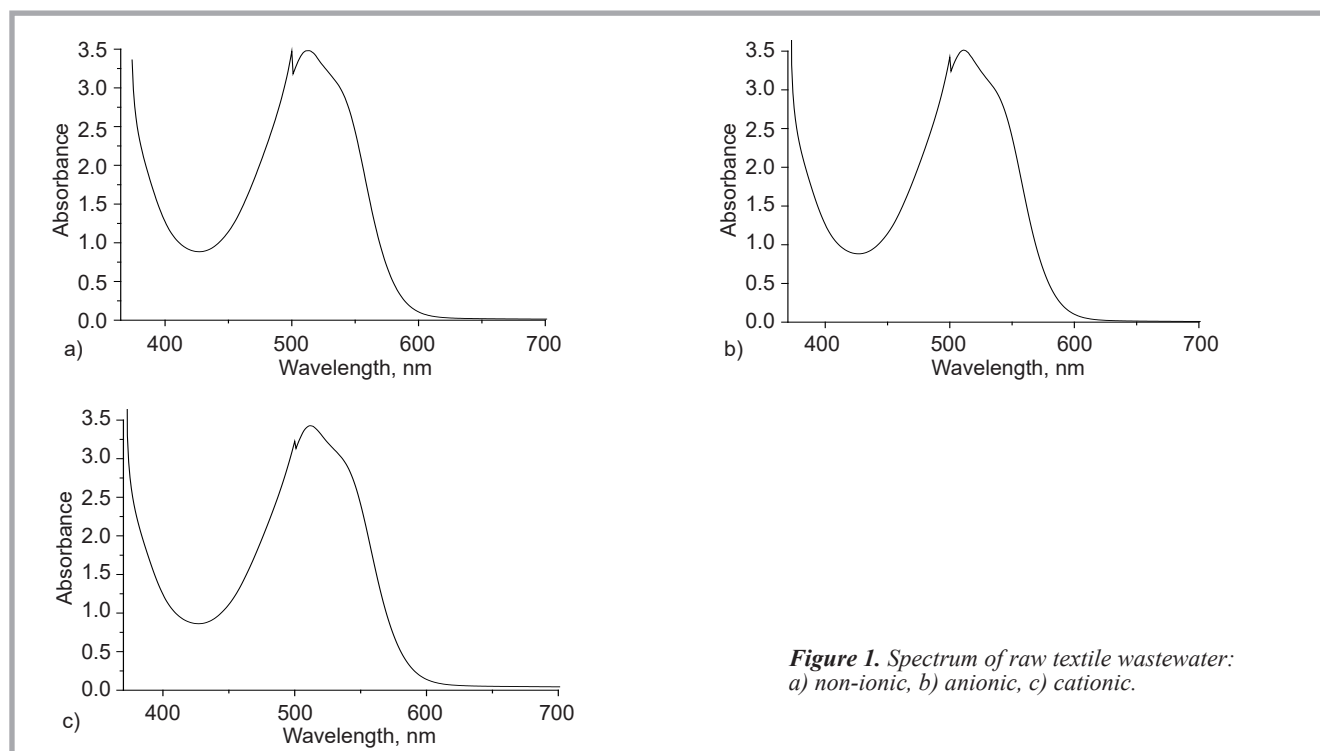 3.5
3.0
2.5
2.0
1.5
1.0
0.5
0.0
Absorbance
400 500 600 700
Wavelength, nm
a)
3.5
3.0
2.5
2.0
1.5
1.0
0.5
0.0
Absorbance
400 500 600 700
Wavelength, nm
b)
3.5
3.0
2.5
2.0
1.5
1.0
0.5
0.0
Absorbance
400 500 600 700
Wavelength, nm
c)
Figure 1. Spectrum of raw textile wastewater:
a) non-ionic, b) anionic, c) cationic.